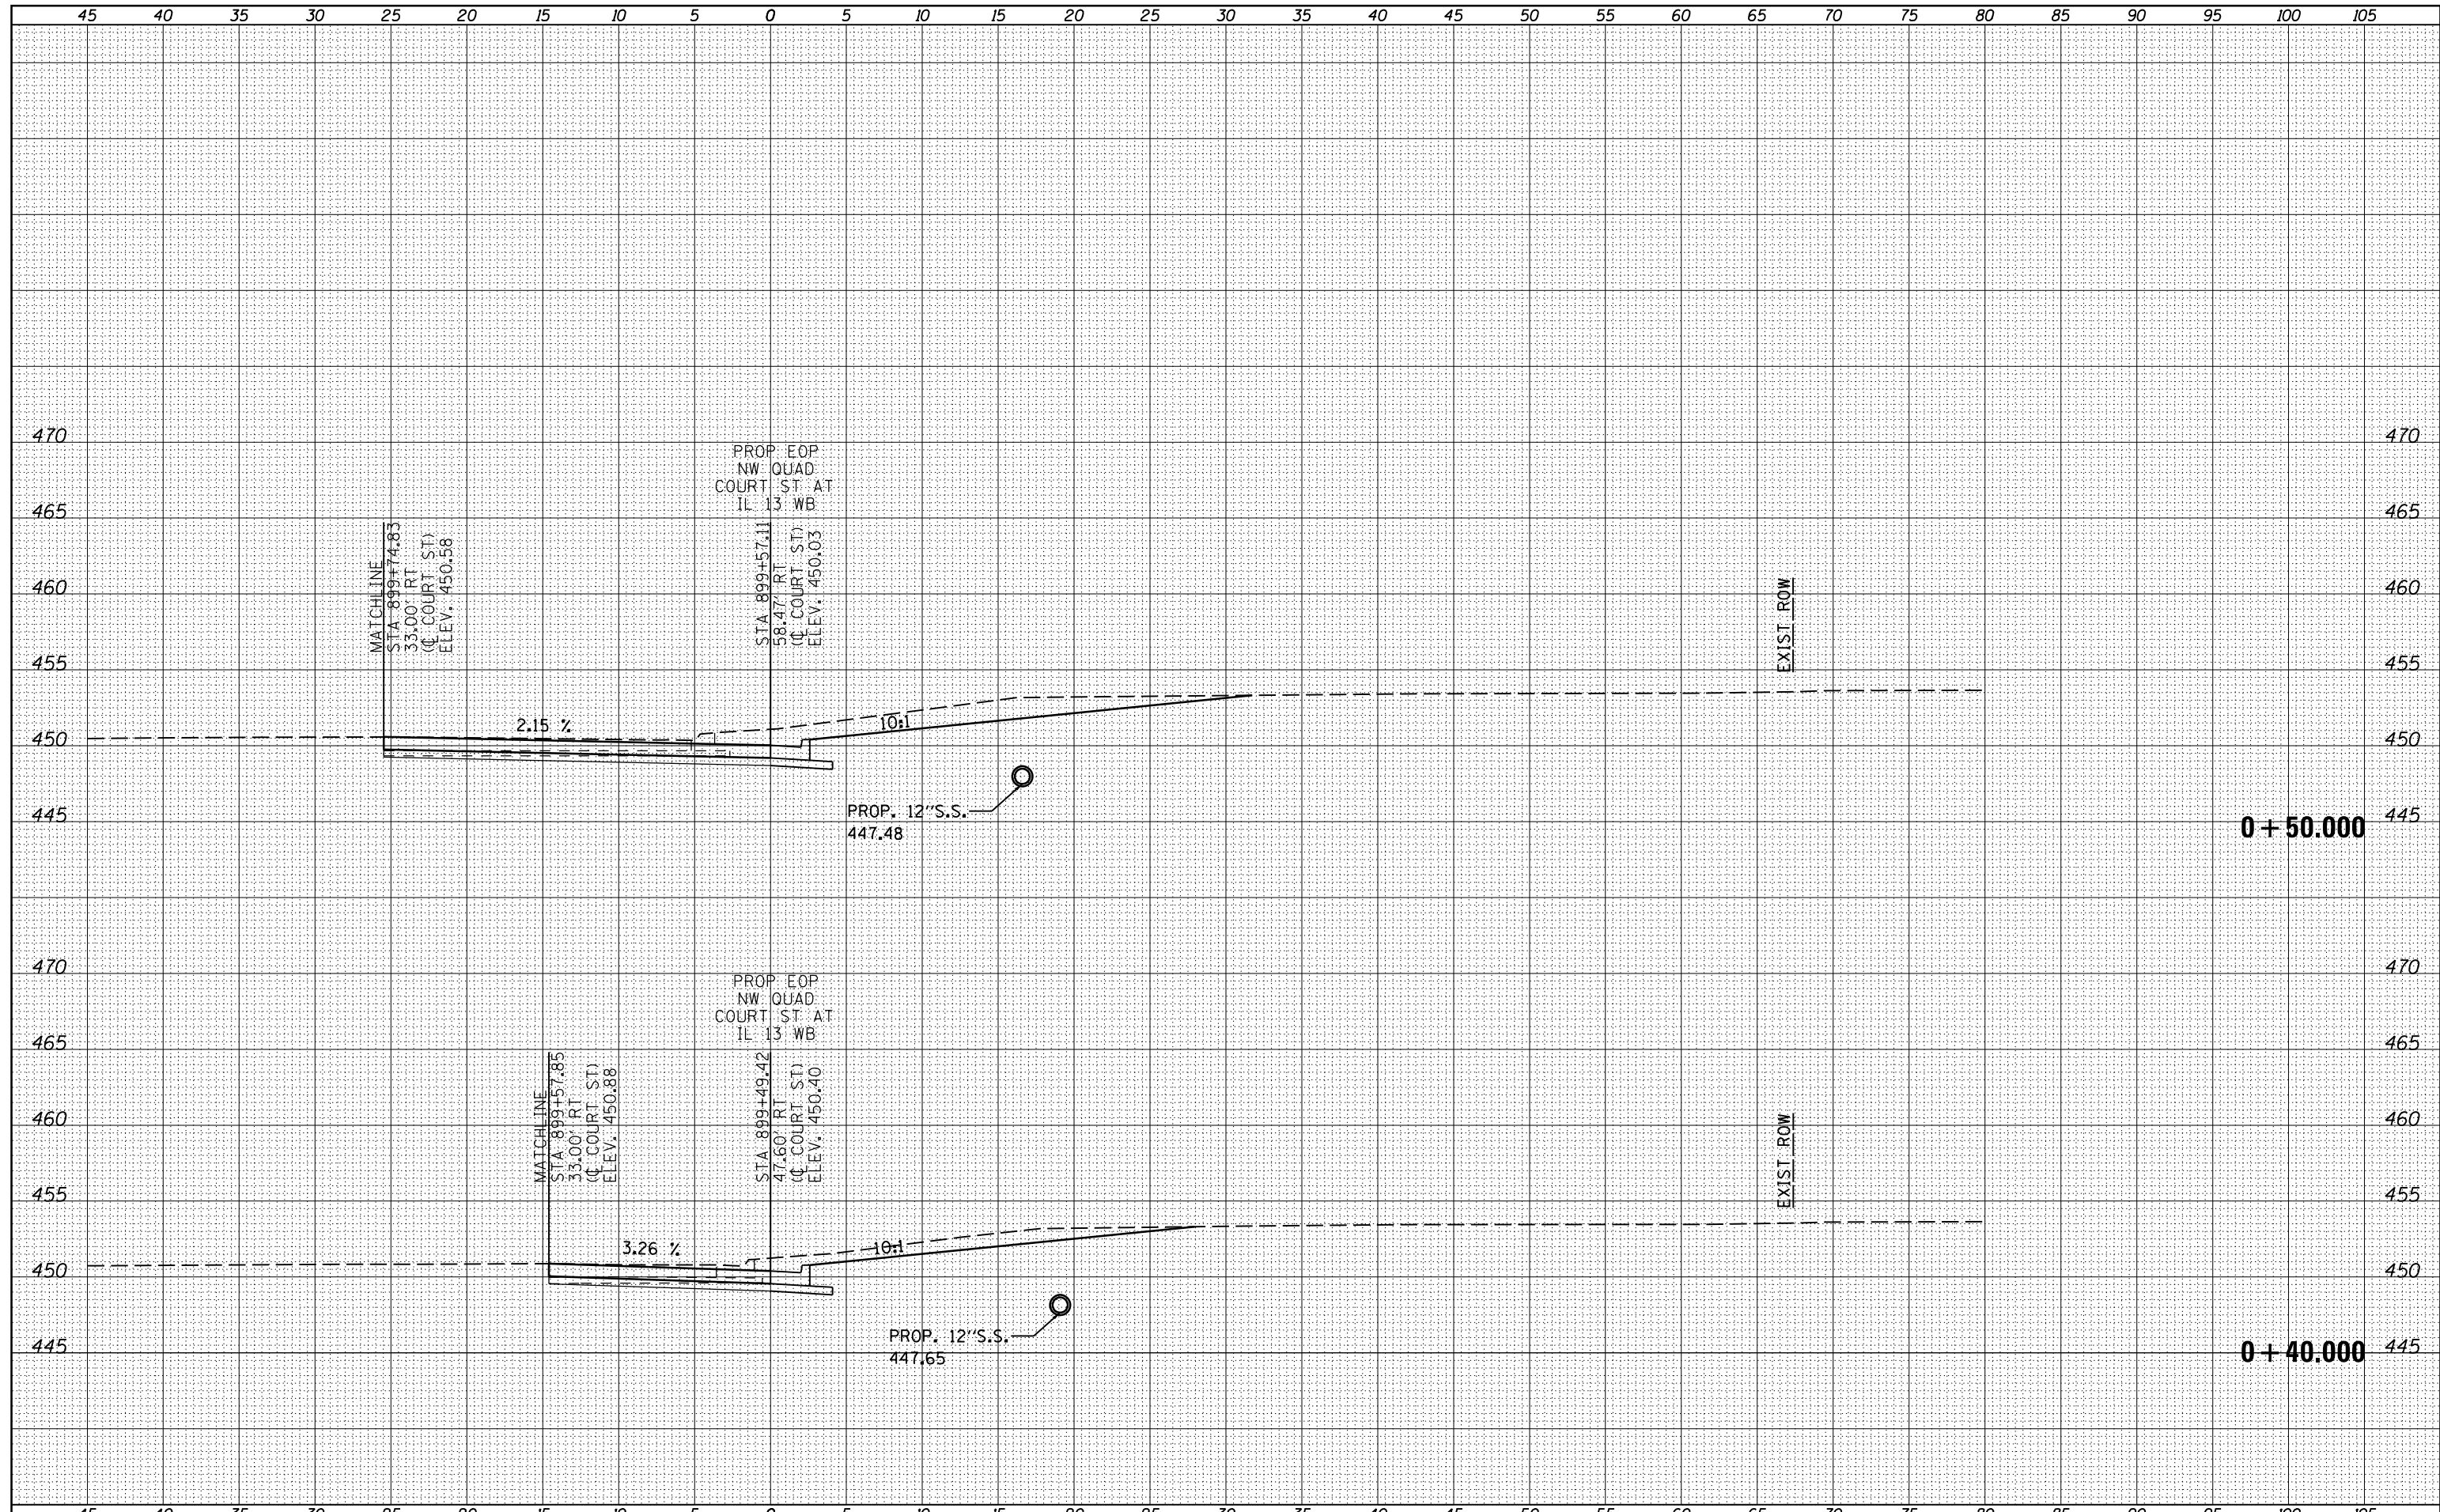 45 40 35 30 25 20 15 10 5 0 5 10 15 20 25 30 35 40 45 50 55 60 65 70 75 80 85 90 95 100 105
470 470
PROP EOP
NW QUAD
COURT ST AT
IL 13 WB
465 465
MATCHLINE
STA 899+74.83
33.00' RT
(℄ COURT ST)
ELEV. 450.58
STA 899+57.11
58.47' RT
(℄ COURT ST)
ELEV. 450.03
EXIST ROW
460 460
455 455
2.15 %
10:1
450 450
PROP. 12''S.S.
447.48
445 445
0+50.000
470 470
PROP EOP
NW QUAD
COURT ST AT
IL 13 WB
465 465
MATCHLINE
STA 899+57.85
33.00' RT
(℄ COURT ST)
ELEV. 450.88
STA 899+49.42
47.60' RT
(℄ COURT ST)
ELEV. 450.40
EXIST ROW
460 460
455 455
3.26 %
10:1
450 450
PROP. 12''S.S.
447.65
445 445
0+40.000